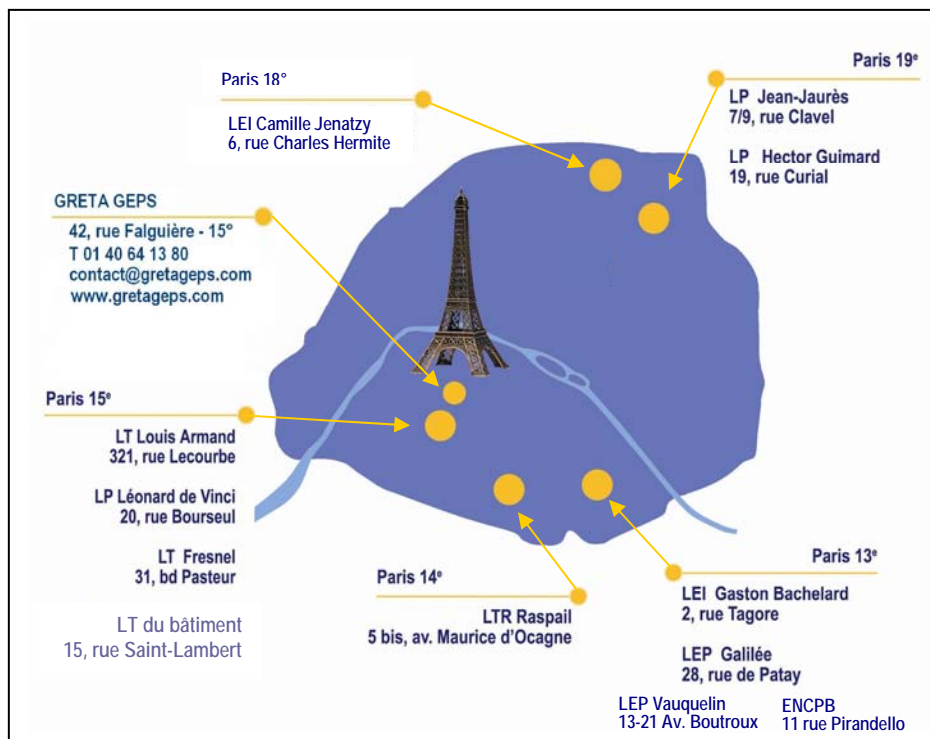 Paris 18°
LEI Camille Jenatzy
6, rue Charles Hermite
Paris 19e
LP Jean-Jaurès
7/9, rue Clavel
LP Hector Guimard
19, rue Curial
GRETA GEPS
42, rue Falguière - 15°
T 01 40 64 13 80
contact@gretageps.com
www.gretageps.com
Paris 15e
LT Louis Armand
321, rue Lecourbe
LP Léonard de Vinci
20, rue Bourseul
LT Fresnel
31, bd Pasteur
LT du bâtiment
15, rue Saint-Lambert
Paris 14e
LTR Raspail
5 bis, av. Maurice d'Ocagne
Paris 13e
LEI Gaston Bachelard
2, rue Tagore
LEP Galilée
28, rue de Patay
LEP Vauquelin
13-21 Av. Boutroux
ENCPB
11 rue Pirandello